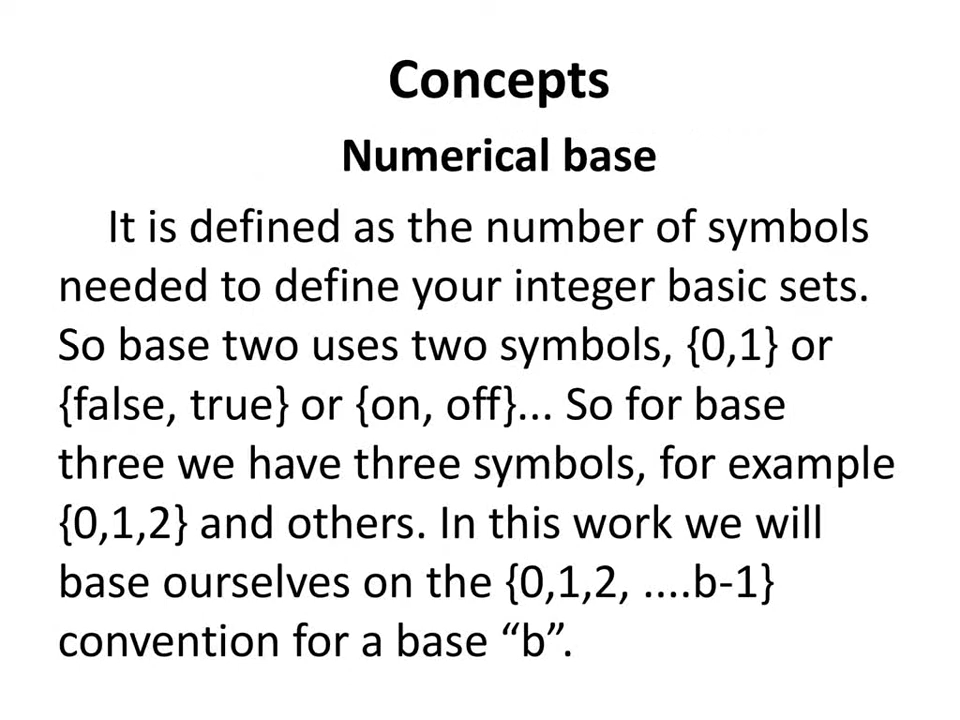 Concepts
Numerical base
It is defined as the number of symbols
needed to define your integer basic sets.
So base two uses two symbols, {0,1} or
{false, true} or {on, off}... So for base
three we have three symbols, for example
{0,1,2} and others. In this work we will
base ourselves on the {0,1,2, ....b-1}
convention for a base “b”.